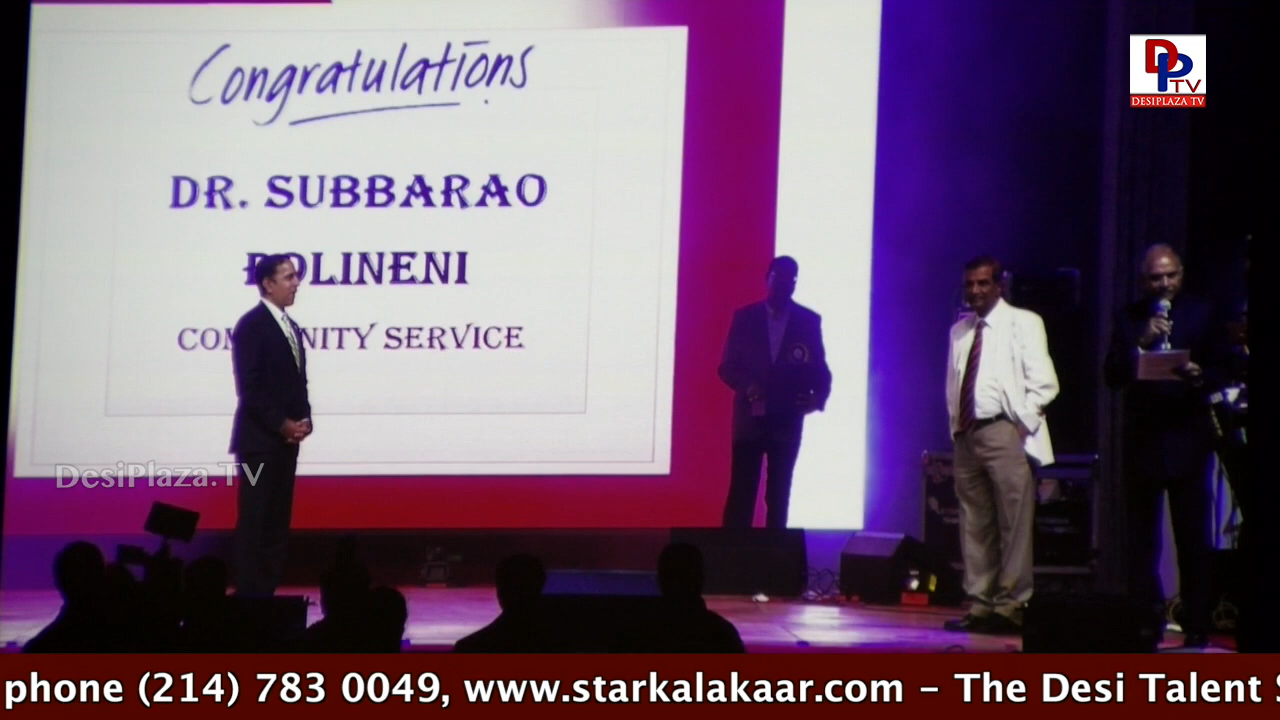 Congratulations
DR. SUBBARAO
POLINENI
COMMUNITY SERVICE
DP
TV
DESIPLAZA TV
DesiPlaza.TV
phone (214) 783 0049, www.starkalakaar.com – The Desi Talent S